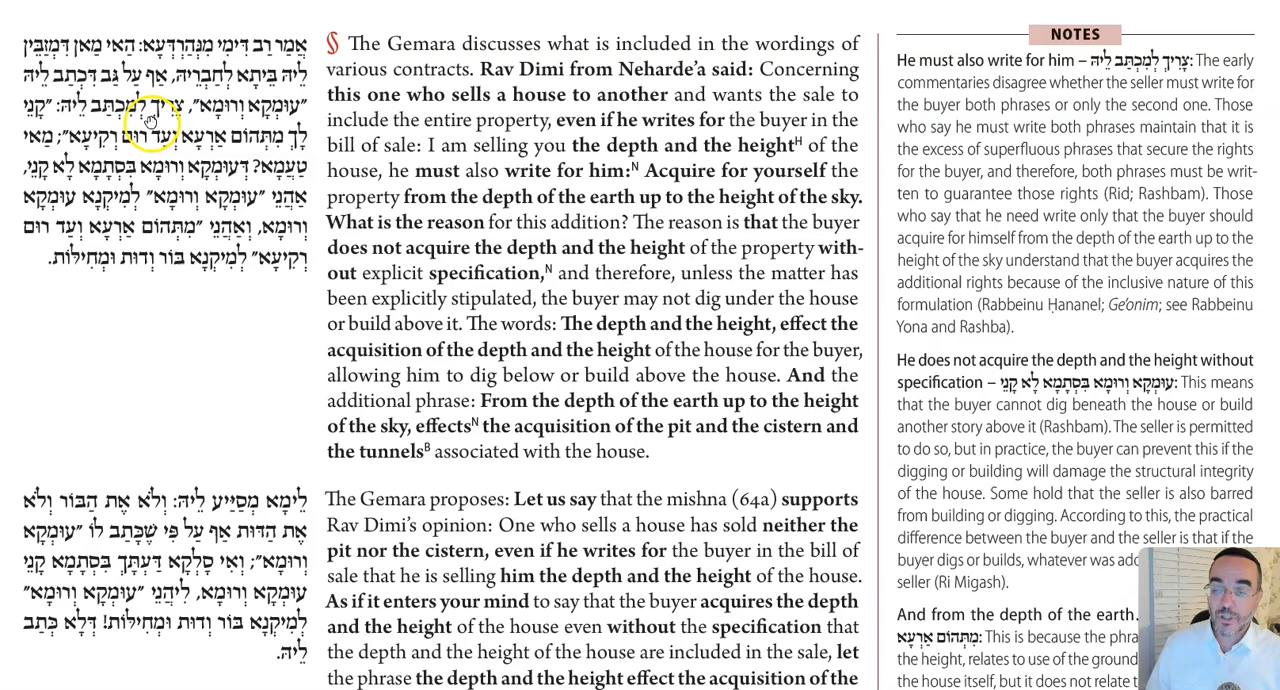 אֲמַר רַב דִּימִי מִנְּהַרְדְּעָא: הַאי מַאן דִּמְזַבֵּין
לֵיהּ בֵּיתָא לְחַבְרֵיהּ, אַף עַל גַּב דִּכְתַב לֵיהּ
"עוּמְקָא וְרוּמָא", צְרִיךְ לְמִכְתַּב לֵיהּ: "קְנֵי
לָךְ מִתְּהוֹם אַרְעָא וְעַד רוּם רְקִיעָא"; מַאי
טַעְמָא? דְּעוּמְקָא וְרוּמָא בִּסְתָמָא לָא קָנֵי,
אַהֲנִי "עוּמְקָא וְרוּמָא" לְמִיקְנָא עוּמְקָא
וְרוּמָא, וְאַהֲנִי "מִתְּהוֹם אַרְעָא וְעַד רוּם
רְקִיעָא" לְמִיקְנָא בּוֹר וְדוּת וּמְחִילּוֹת.
לֵימָא מְסַיַּיע לֵיהּ: וְלֹא אֶת הַבּוֹר וְלֹא
אֶת הַדּוּת אַף עַל פִּי שֶׁכָּתַב לוֹ "עוּמְקָא
וְרוּמָא"; וְאִי סָלְקָא דַּעְתָּךְ בִּסְתָמָא קָנֵי
עוּמְקָא וְרוּמָא, לֵיהֲנֵי "עוּמְקָא וְרוּמָא"
לְמִיקְנָא בּוֹר וְדוּת וּמְחִילּוֹת! דְּלָא כְּתַב
לֵיהּ.
§ The Gemara discusses what is included in the wordings of
various contracts. Rav Dimi from Neharde'a said: Concerning
this one who sells a house to another and wants the sale to
include the entire property, even if he writes for the buyer in the
bill of sale: I am selling you the depth and the heightᴴ of the
house, he must also write for him:ᴺ Acquire for yourself the
property from the depth of the earth up to the height of the sky.
What is the reason for this addition? The reason is that the buyer
does not acquire the depth and the height of the property with-
out explicit specification,ᴺ and therefore, unless the matter has
been explicitly stipulated, the buyer may not dig under the house
or build above it. The words: The depth and the height, effect the
acquisition of the depth and the height of the house for the buyer,
allowing him to dig below or build above the house. And the
additional phrase: From the depth of the earth up to the height
of the sky, effectsᴺ the acquisition of the pit and the cistern and
the tunnelsᴮ associated with the house.
The Gemara proposes: Let us say that the mishna (64a) supports
Rav Dimi's opinion: One who sells a house has sold neither the
pit nor the cistern, even if he writes for the buyer in the bill of
sale that he is selling him the depth and the height of the house.
As if it enters your mind to say that the buyer acquires the depth
and the height of the house even without the specification that
the depth and the height of the house are included in the sale, let
the phrase the depth and the height effect the acquisition of the
NOTES
He must also write for him – צְרִיךְ לְמִכְתַּב לֵיהּ: The early
commentaries disagree whether the seller must write for
the buyer both phrases or only the second one. Those
who say he must write both phrases maintain that it is
the excess of superfluous phrases that secure the rights
for the buyer, and therefore, both phrases must be writ-
ten to guarantee those rights (Rid; Rashbam). Those
who say that he need write only that the buyer should
acquire for himself from the depth of the earth up to the
height of the sky understand that the buyer acquires the
additional rights because of the inclusive nature of this
formulation (Rabbeinu Ḥananel; Ge'onim; see Rabbeinu
Yona and Rashba).
He does not acquire the depth and the height without
specification – עוּמְקָא וְרוּמָא בִּסְתָמָא לָא קָנֵי: This means
that the buyer cannot dig beneath the house or build
another story above it (Rashbam). The seller is permitted
to do so, but in practice, the buyer can prevent this if the
digging or building will damage the structural integrity
of the house. Some hold that the seller is also barred
from building or digging. According to this, the practical
difference between the buyer and the seller is that if the
buyer digs or builds, whatever was
seller (Ri Migash).
And from the depth of the earth
מִתְּהוֹם אַרְעָא: This is because the
the height, relates to use of the ground
the house itself, but it does not relate